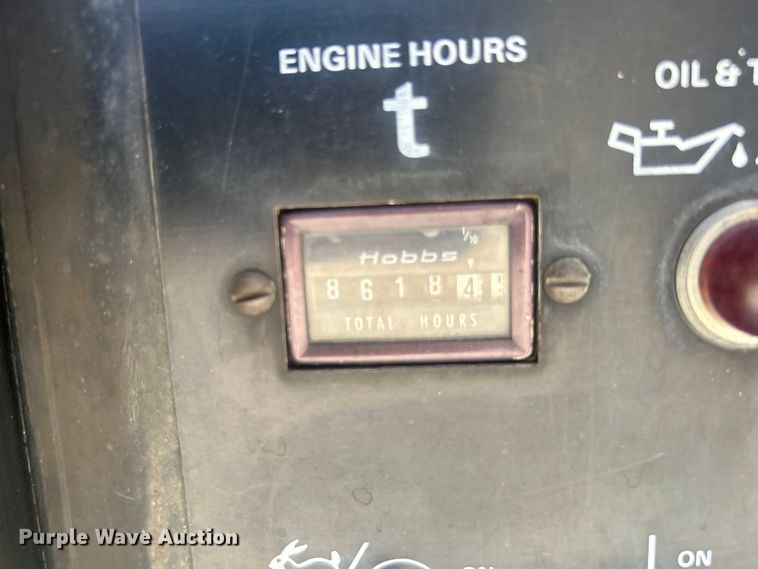 ENGINE HOURS
t
OIL & T
1/10
Hobbs
8 6 1 8 4
TOTAL HOURS
ON
Purple Wave Auction